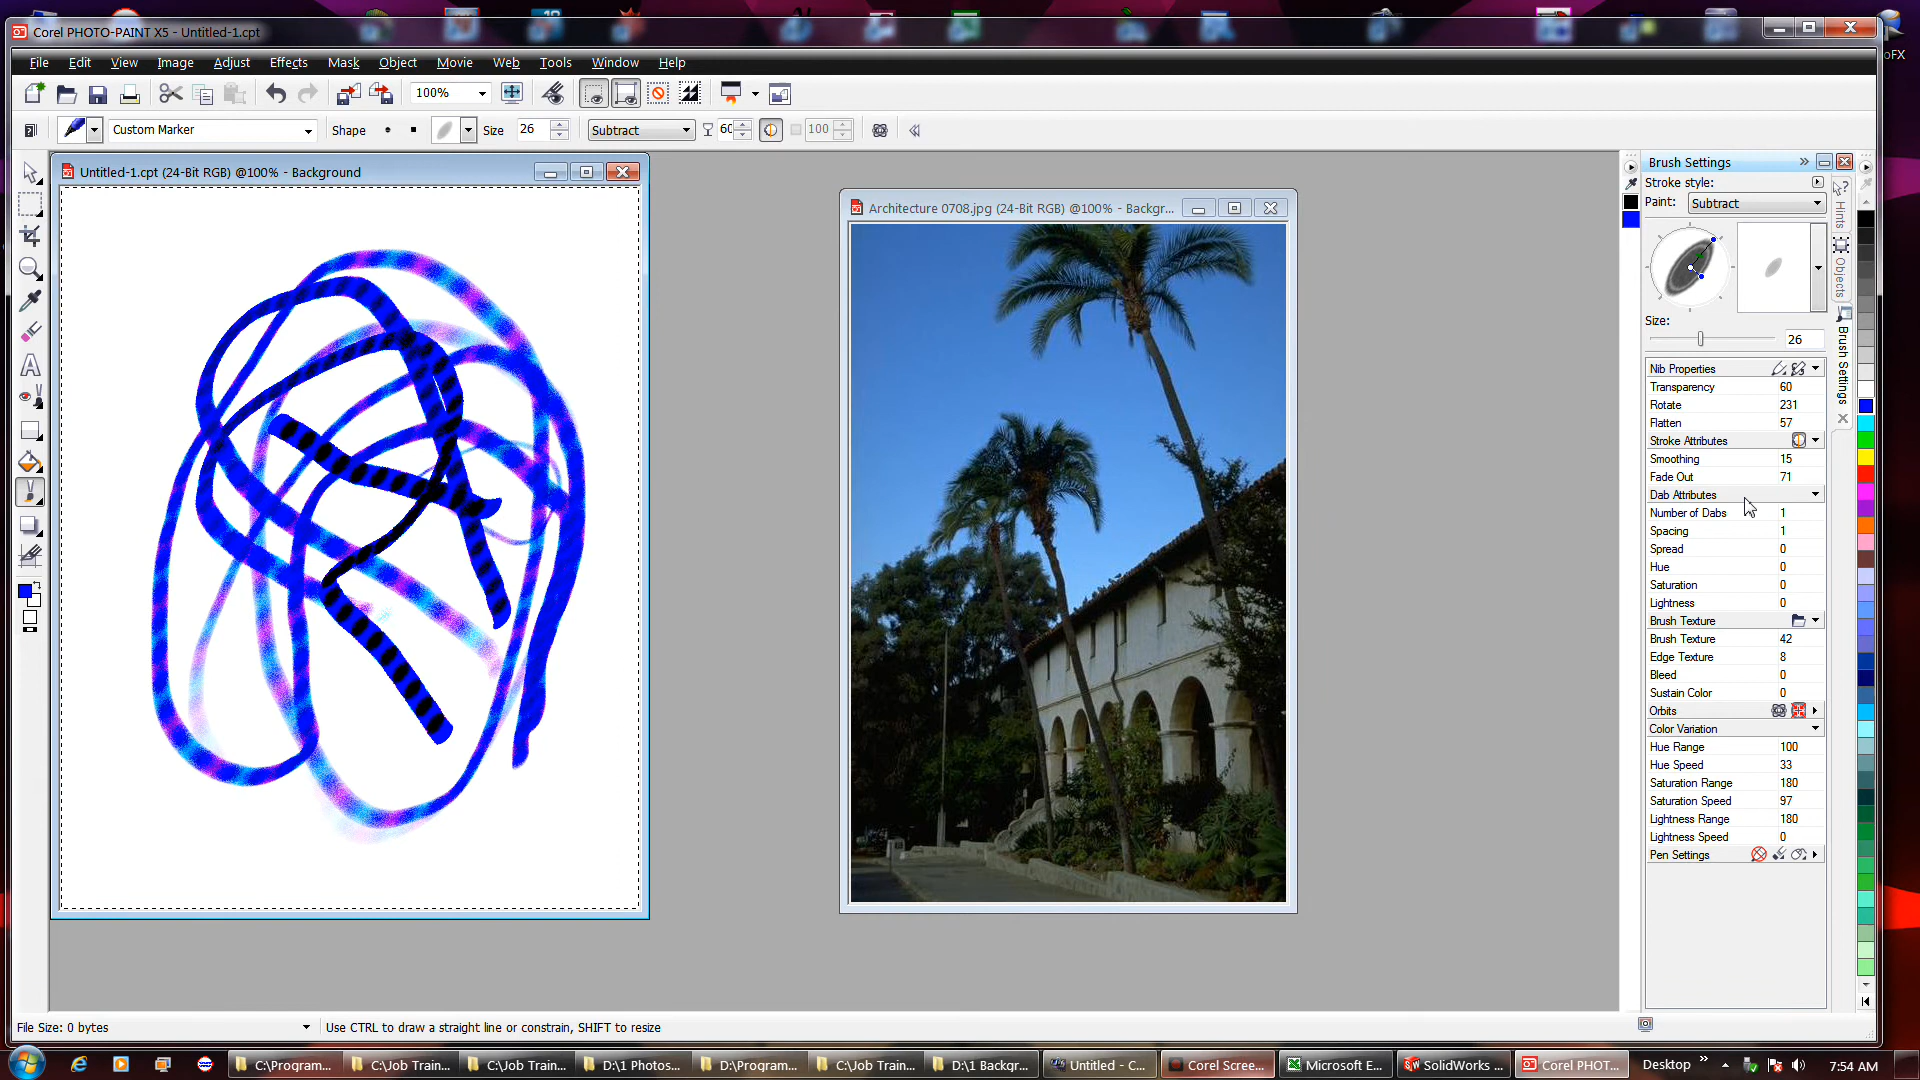 Corel PHOTO-PAINT X5 - Untitled-1.cpt
oFX
File Edit View Image Adjust Effects Mask Object Movie Web Tools Window Help
100%
Custom Marker Shape Size 26 Subtract 60 100
Untitled-1.cpt (24-Bit RGB) @100% - Background
Architecture 0708.jpg (24-Bit RGB) @100% - Backgr...
Brush Settings
Stroke style:
Paint: Subtract
Size:
26
Nib Properties
Transparency 60
Rotate 231
Flatten 57
Stroke Attributes
Smoothing 15
Fade Out 71
Dab Attributes
Number of Dabs 1
Spacing 1
Spread 0
Hue 0
Saturation 0
Lightness 0
Brush Texture
Brush Texture 42
Edge Texture 8
Bleed 0
Sustain Color 0
Orbits
Color Variation
Hue Range 100
Hue Speed 33
Saturation Range 180
Saturation Speed 97
Lightness Range 180
Lightness Speed 0
Pen Settings
Hints
Objects
Brush Settings
File Size: 0 bytes
Use CTRL to draw a straight line or constrain, SHIFT to resize
C:\Program... C:\Job Train... C:\Job Train... D:\1 Photos... D:\Program... C:\Job Train... D:\1 Backgr... Untitled - C... Corel Scree... Microsoft E... SolidWorks ... Corel PHOT... Desktop 7:54 AM